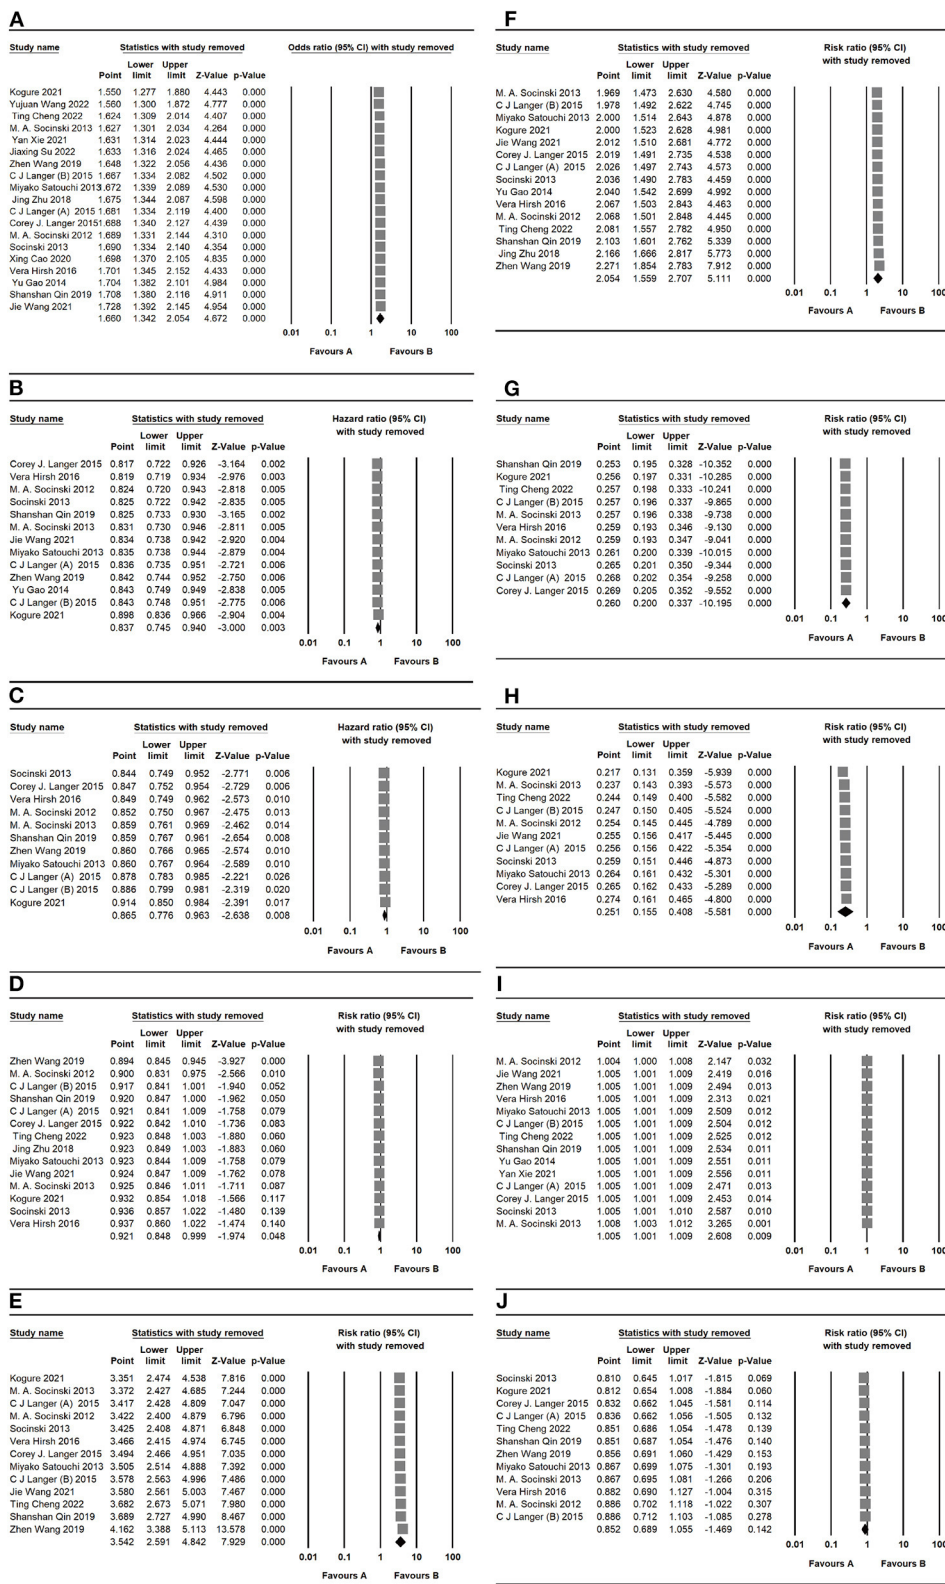 A
Study name Statistics with study removed Odds ratio (95% CI) with study removed
Lower Upper
Point limit limit Z-Value p-Value
Kogure 2021 1.550 1.277 1.880 4.443 0.000
Yujuan Wang 2022 1.560 1.300 1.872 4.777 0.000
Ting Cheng 2022 1.624 1.309 2.014 4.407 0.000
M. A. Socinski 2013 1.627 1.301 2.034 4.264 0.000
Yan Xie 2021 1.631 1.314 2.023 4.444 0.000
Jiaxing Su 2022 1.633 1.316 2.024 4.465 0.000
Zhen Wang 2019 1.648 1.322 2.056 4.436 0.000
C J Langer (B) 2015 1.667 1.334 2.082 4.502 0.000
Miyako Satouchi 2013 1.672 1.339 2.089 4.530 0.000
Jing Zhu 2018 1.675 1.344 2.087 4.598 0.000
C J Langer (A) 2015 1.681 1.334 2.119 4.400 0.000
Corey J. Langer 2015 1.688 1.340 2.127 4.439 0.000
M. A. Socinski 2012 1.689 1.331 2.144 4.310 0.000
Socinski 2013 1.690 1.334 2.140 4.354 0.000
Xing Cao 2020 1.698 1.370 2.105 4.835 0.000
Vera Hirsh 2016 1.701 1.345 2.152 4.433 0.000
Yu Gao 2014 1.704 1.382 2.101 4.984 0.000
Shanshan Qin 2019 1.708 1.380 2.116 4.911 0.000
Jie Wang 2021 1.728 1.392 2.145 4.954 0.000
1.660 1.342 2.054 4.672 0.000
0.01 0.1 1 10 100
Favours A Favours B
B
Study name Statistics with study removed Hazard ratio (95% CI)
with study removed
Lower Upper
Point limit limit Z-Value p-Value
Corey J. Langer 2015 0.817 0.722 0.926 -3.164 0.002
Vera Hirsh 2016 0.819 0.719 0.934 -2.976 0.003
M. A. Socinski 2012 0.824 0.720 0.943 -2.818 0.005
Socinski 2013 0.825 0.722 0.942 -2.835 0.005
Shanshan Qin 2019 0.825 0.733 0.930 -3.165 0.002
M. A. Socinski 2013 0.831 0.730 0.946 -2.811 0.005
Jie Wang 2021 0.834 0.738 0.942 -2.920 0.004
Miyako Satouchi 2013 0.835 0.738 0.944 -2.879 0.004
C J Langer (A) 2015 0.836 0.735 0.951 -2.721 0.006
Zhen Wang 2019 0.842 0.744 0.952 -2.750 0.006
Yu Gao 2014 0.843 0.749 0.949 -2.838 0.005
C J Langer (B) 2015 0.843 0.748 0.951 -2.775 0.006
Kogure 2021 0.898 0.836 0.966 -2.904 0.004
0.837 0.745 0.940 -3.000 0.003
0.01 0.1 1 10 100
Favours A Favours B
C
Study name Statistics with study removed Hazard ratio (95% CI)
with study removed
Lower Upper
Point limit limit Z-Value p-Value
Socinski 2013 0.844 0.749 0.952 -2.771 0.006
Corey J. Langer 2015 0.847 0.752 0.954 -2.729 0.006
Vera Hirsh 2016 0.849 0.749 0.962 -2.573 0.010
M. A. Socinski 2012 0.852 0.750 0.967 -2.475 0.013
M. A. Socinski 2013 0.859 0.761 0.969 -2.462 0.014
Shanshan Qin 2019 0.859 0.767 0.961 -2.654 0.008
Zhen Wang 2019 0.860 0.766 0.965 -2.574 0.010
Miyako Satouchi 2013 0.860 0.767 0.964 -2.589 0.010
C J Langer (A) 2015 0.878 0.783 0.985 -2.221 0.026
C J Langer (B) 2015 0.886 0.799 0.981 -2.319 0.020
Kogure 2021 0.914 0.850 0.984 -2.391 0.017
0.865 0.776 0.963 -2.638 0.008
0.01 0.1 1 10 100
Favours A Favours B
D
Study name Statistics with study removed Risk ratio (95% CI)
with study removed
Lower Upper
Point limit limit Z-Value p-Value
Zhen Wang 2019 0.894 0.845 0.945 -3.927 0.000
M. A. Socinski 2012 0.900 0.831 0.975 -2.566 0.010
C J Langer (B) 2015 0.917 0.841 1.001 -1.940 0.052
Shanshan Qin 2019 0.920 0.847 1.000 -1.962 0.050
C J Langer (A) 2015 0.921 0.841 1.009 -1.758 0.079
Corey J. Langer 2015 0.922 0.842 1.010 -1.736 0.083
Ting Cheng 2022 0.923 0.848 1.003 -1.880 0.060
Jing Zhu 2018 0.923 0.849 1.003 -1.883 0.060
Miyako Satouchi 2013 0.923 0.844 1.009 -1.758 0.079
Jie Wang 2021 0.924 0.847 1.009 -1.762 0.078
M. A. Socinski 2013 0.925 0.846 1.011 -1.711 0.087
Kogure 2021 0.932 0.854 1.018 -1.566 0.117
Socinski 2013 0.936 0.857 1.022 -1.480 0.139
Vera Hirsh 2016 0.937 0.860 1.022 -1.474 0.140
0.921 0.848 0.999 -1.974 0.048
0.01 0.1 1 10 100
Favours A Favours B
E
Study name Statistics with study removed Risk ratio (95% CI)
with study removed
Lower Upper
Point limit limit Z-Value p-Value
Kogure 2021 3.351 2.474 4.538 7.816 0.000
M. A. Socinski 2013 3.372 2.427 4.685 7.244 0.000
C J Langer (A) 2015 3.417 2.428 4.809 7.047 0.000
M. A. Socinski 2012 3.422 2.400 4.879 6.796 0.000
Socinski 2013 3.425 2.408 4.871 6.848 0.000
Vera Hirsh 2016 3.466 2.415 4.974 6.745 0.000
Corey J. Langer 2015 3.494 2.466 4.951 7.035 0.000
Miyako Satouchi 2013 3.505 2.514 4.888 7.392 0.000
C J Langer (B) 2015 3.578 2.563 4.996 7.486 0.000
Jie Wang 2021 3.580 2.561 5.003 7.467 0.000
Ting Cheng 2022 3.682 2.673 5.071 7.980 0.000
Shanshan Qin 2019 3.689 2.727 4.990 8.467 0.000
Zhen Wang 2019 4.162 3.388 5.113 13.578 0.000
3.542 2.591 4.842 7.929 0.000
0.01 0.1 1 10 100
Favours A Favours B
F
Study name Statistics with study removed Risk ratio (95% CI)
with study removed
Lower Upper
Point limit limit Z-Value p-Value
M. A. Socinski 2013 1.969 1.473 2.630 4.580 0.000
C J Langer (B) 2015 1.978 1.492 2.622 4.745 0.000
Miyako Satouchi 2013 2.000 1.514 2.643 4.878 0.000
Kogure 2021 2.000 1.523 2.628 4.981 0.000
Jie Wang 2021 2.012 1.510 2.681 4.772 0.000
Corey J. Langer 2015 2.019 1.491 2.735 4.538 0.000
C J Langer (A) 2015 2.026 1.497 2.743 4.573 0.000
Socinski 2013 2.036 1.490 2.783 4.459 0.000
Yu Gao 2014 2.040 1.542 2.699 4.992 0.000
Vera Hirsh 2016 2.067 1.503 2.843 4.463 0.000
M. A. Socinski 2012 2.068 1.501 2.848 4.445 0.000
Ting Cheng 2022 2.081 1.557 2.782 4.950 0.000
Shanshan Qin 2019 2.103 1.601 2.762 5.339 0.000
Jing Zhu 2018 2.166 1.666 2.817 5.773 0.000
Zhen Wang 2019 2.271 1.854 2.783 7.912 0.000
2.054 1.559 2.707 5.111 0.000
0.01 0.1 1 10 100
Favours A Favours B
G
Study name Statistics with study removed Risk ratio (95% CI)
with study removed
Lower Upper
Point limit limit Z-Value p-Value
Shanshan Qin 2019 0.253 0.195 0.328 -10.352 0.000
Kogure 2021 0.256 0.197 0.331 -10.285 0.000
Ting Cheng 2022 0.257 0.198 0.333 -10.241 0.000
C J Langer (B) 2015 0.257 0.196 0.337 -9.865 0.000
M. A. Socinski 2013 0.257 0.196 0.338 -9.738 0.000
Vera Hirsh 2016 0.259 0.193 0.346 -9.130 0.000
M. A. Socinski 2012 0.259 0.193 0.347 -9.041 0.000
Miyako Satouchi 2013 0.261 0.200 0.339 -10.015 0.000
Socinski 2013 0.265 0.201 0.350 -9.344 0.000
C J Langer (A) 2015 0.268 0.202 0.354 -9.258 0.000
Corey J. Langer 2015 0.269 0.205 0.352 -9.552 0.000
0.260 0.200 0.337 -10.195 0.000
0.01 0.1 1 10 100
Favours A Favours B
H
Study name Statistics with study removed Risk ratio (95% CI)
with study removed
Lower Upper
Point limit limit Z-Value p-Value
Kogure 2021 0.217 0.131 0.359 -5.939 0.000
M. A. Socinski 2013 0.237 0.143 0.393 -5.573 0.000
Ting Cheng 2022 0.244 0.149 0.400 -5.582 0.000
C J Langer (B) 2015 0.247 0.150 0.405 -5.524 0.000
M. A. Socinski 2012 0.254 0.145 0.445 -4.789 0.000
Jie Wang 2021 0.255 0.156 0.417 -5.445 0.000
C J Langer (A) 2015 0.256 0.156 0.422 -5.354 0.000
Socinski 2013 0.259 0.151 0.446 -4.873 0.000
Miyako Satouchi 2013 0.264 0.161 0.432 -5.301 0.000
Corey J. Langer 2015 0.265 0.162 0.433 -5.289 0.000
Vera Hirsh 2016 0.274 0.161 0.465 -4.800 0.000
0.251 0.155 0.408 -5.581 0.000
0.01 0.1 1 10 100
Favours A Favours B
I
Study name Statistics with study removed Risk ratio (95% CI)
with study removed
Lower Upper
Point limit limit Z-Value p-Value
M. A. Socinski 2012 1.004 1.000 1.008 2.147 0.032
Jie Wang 2021 1.005 1.001 1.009 2.419 0.016
Zhen Wang 2019 1.005 1.001 1.009 2.494 0.013
Vera Hirsh 2016 1.005 1.001 1.009 2.313 0.021
Miyako Satouchi 2013 1.005 1.001 1.009 2.509 0.012
C J Langer (B) 2015 1.005 1.001 1.009 2.504 0.012
Ting Cheng 2022 1.005 1.001 1.009 2.525 0.012
Shanshan Qin 2019 1.005 1.001 1.009 2.534 0.011
Yu Gao 2014 1.005 1.001 1.009 2.551 0.011
Yan Xie 2021 1.005 1.001 1.009 2.556 0.011
C J Langer (A) 2015 1.005 1.001 1.009 2.471 0.013
Corey J. Langer 2015 1.005 1.001 1.009 2.453 0.014
Socinski 2013 1.005 1.001 1.010 2.587 0.010
M. A. Socinski 2013 1.008 1.003 1.012 3.265 0.001
1.005 1.001 1.009 2.608 0.009
0.01 0.1 1 10 100
Favours A Favours B
J
Study name Statistics with study removed Risk ratio (95% CI)
with study removed
Lower Upper
Point limit limit Z-Value p-Value
Socinski 2013 0.810 0.645 1.017 -1.815 0.069
Kogure 2021 0.812 0.654 1.008 -1.884 0.060
Corey J. Langer 2015 0.832 0.662 1.045 -1.581 0.114
C J Langer (A) 2015 0.836 0.662 1.056 -1.505 0.132
Ting Cheng 2022 0.851 0.686 1.054 -1.478 0.139
Shanshan Qin 2019 0.851 0.687 1.054 -1.476 0.140
Zhen Wang 2019 0.856 0.691 1.060 -1.429 0.153
Miyako Satouchi 2013 0.867 0.699 1.075 -1.301 0.193
M. A. Socinski 2013 0.867 0.695 1.081 -1.266 0.206
Vera Hirsh 2016 0.882 0.690 1.127 -1.004 0.315
M. A. Socinski 2012 0.886 0.702 1.118 -1.022 0.307
C J Langer (B) 2015 0.886 0.712 1.103 -1.085 0.278
0.852 0.689 1.055 -1.469 0.142
0.01 0.1 1 10 100
Favours A Favours B